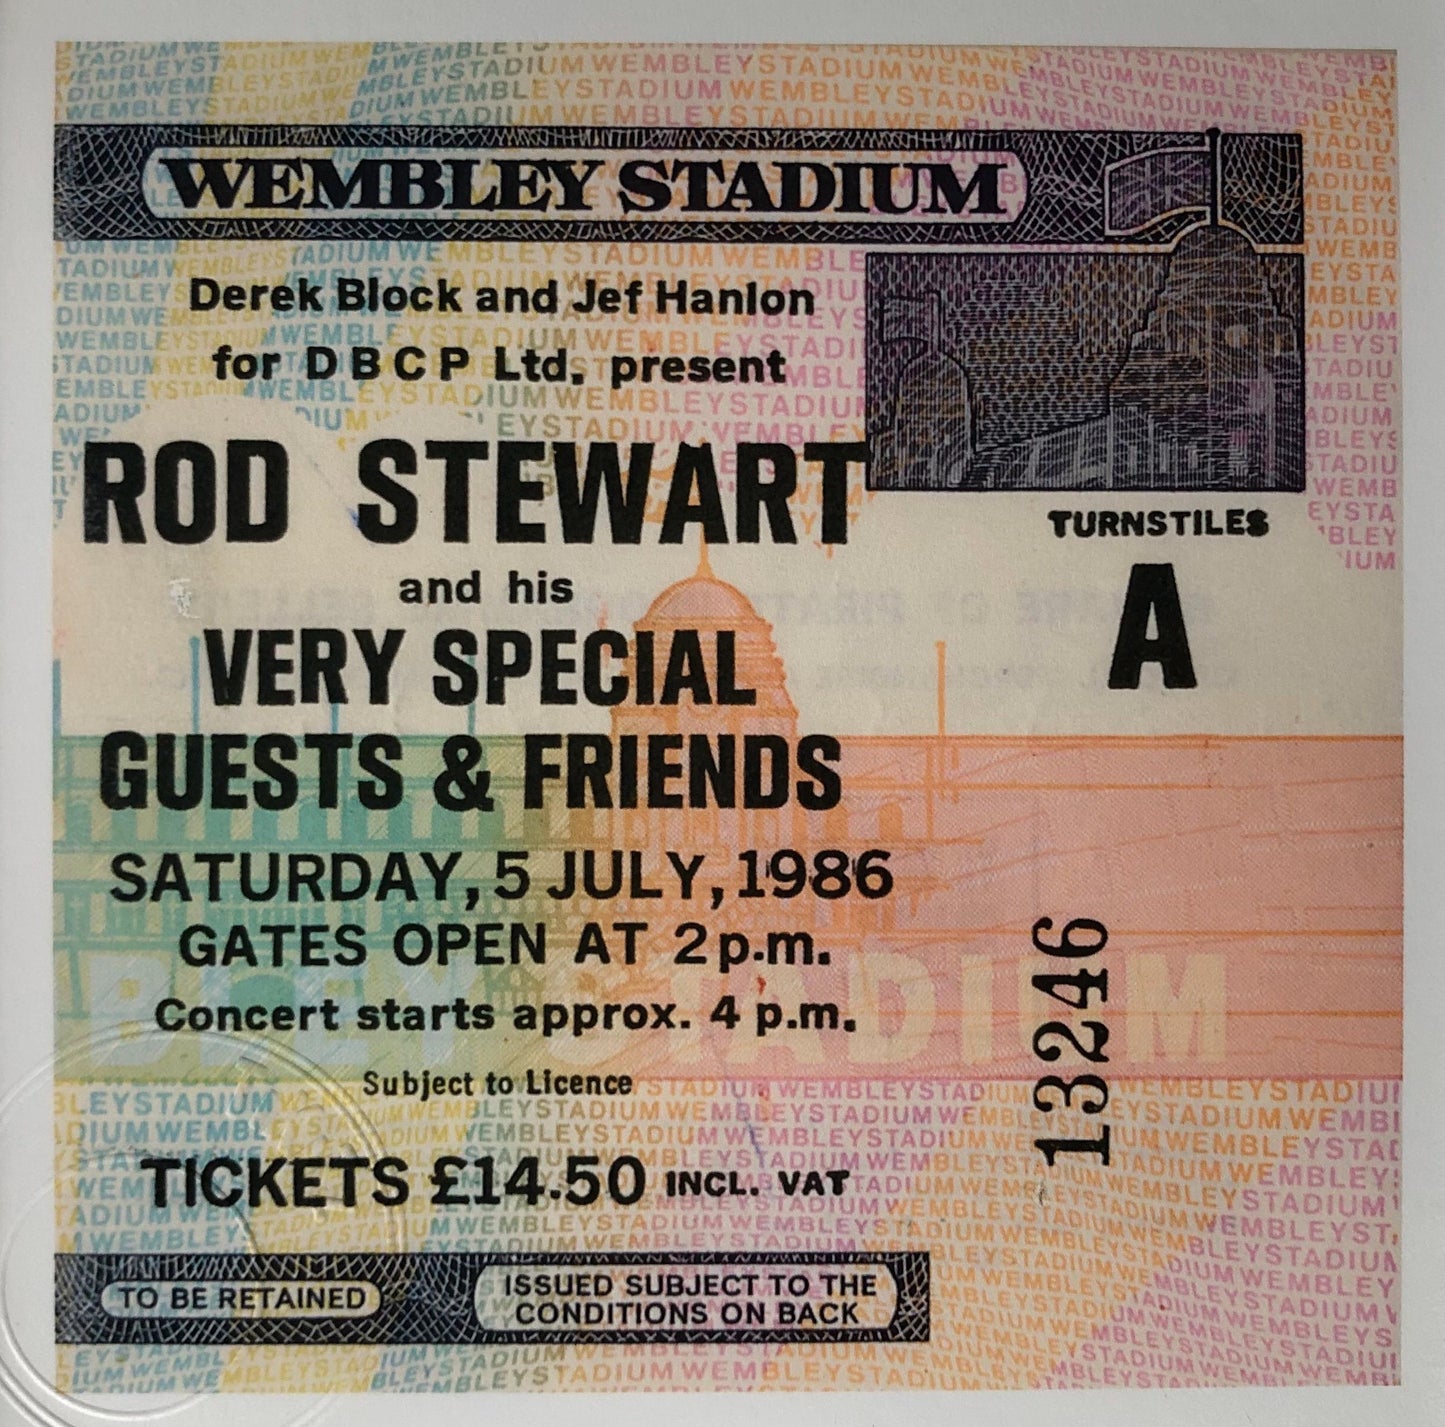 WEMBLEY STADIUM
Derek Block and Jef Hanlon
for D B C P Ltd. present
ROD STEWART
and his
VERY SPECIAL
GUESTS & FRIENDS
SATURDAY, 5 JULY, 1986
GATES OPEN AT 2 p.m.
Concert starts approx. 4 p.m.
Subject to Licence
TICKETS £14.50 INCL. VAT
TO BE RETAINED
ISSUED SUBJECT TO THE
CONDITIONS ON BACK
TURNSTILES
A
13246